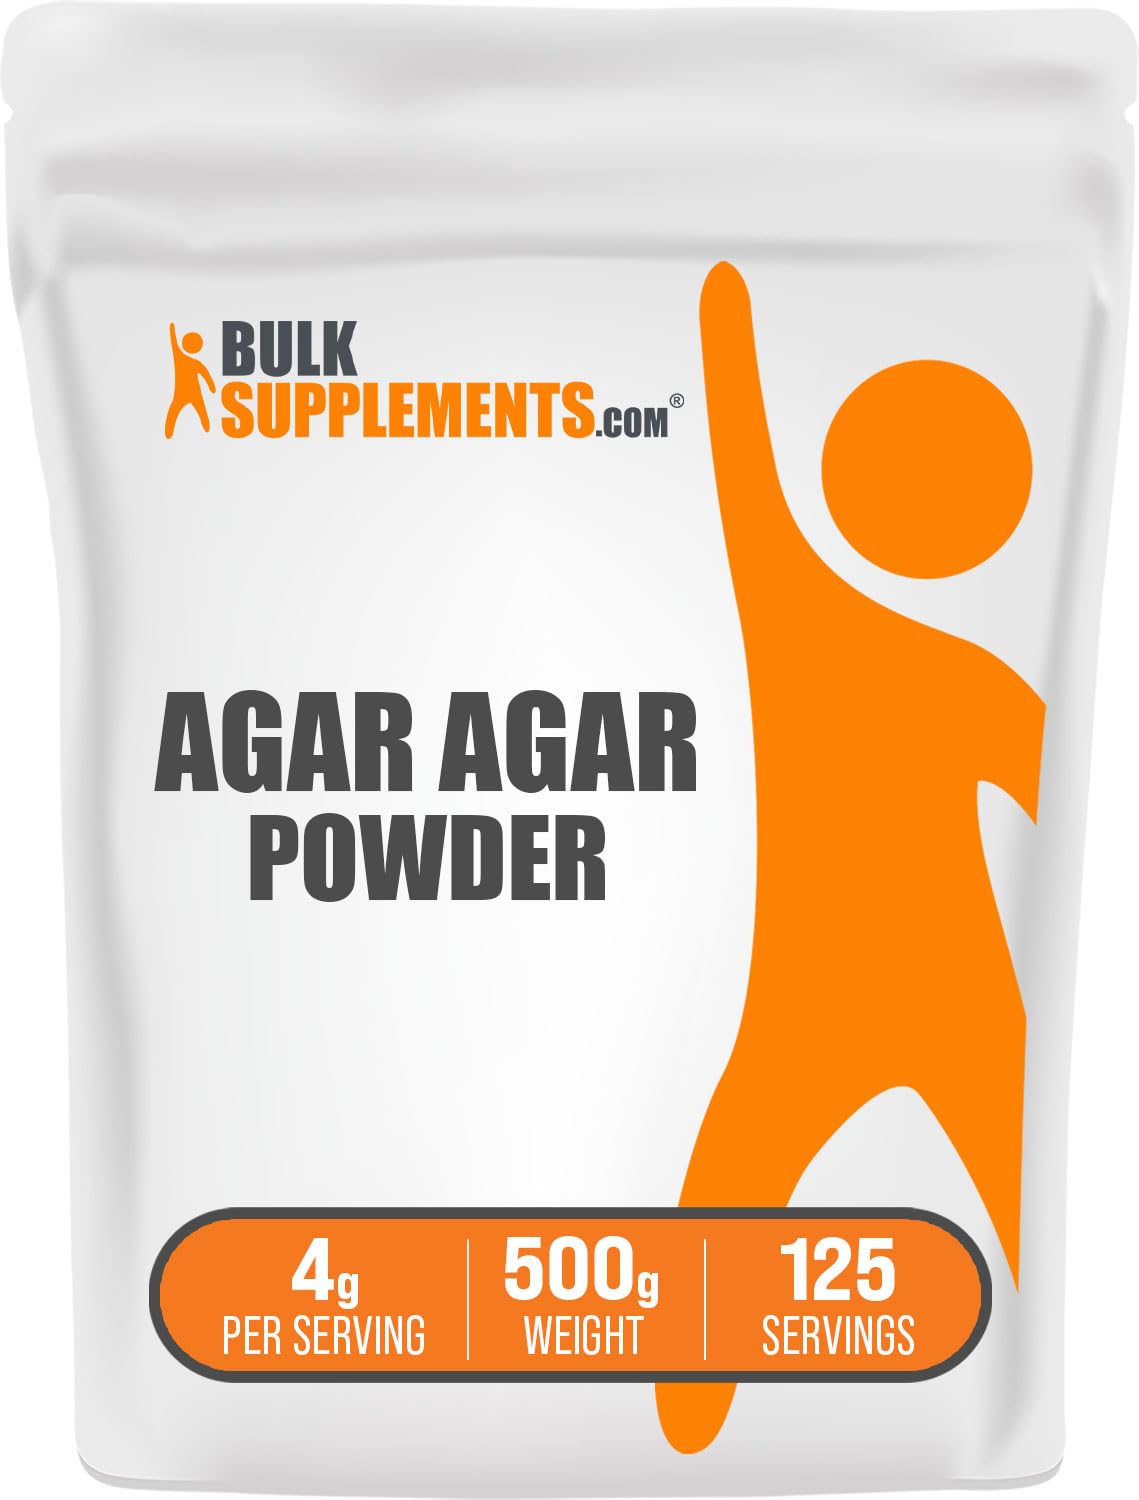 BULK
SUPPLEMENTS.COM®
AGAR AGAR
POWDER
4g
PER SERVING
500g
WEIGHT
125
SERVINGS